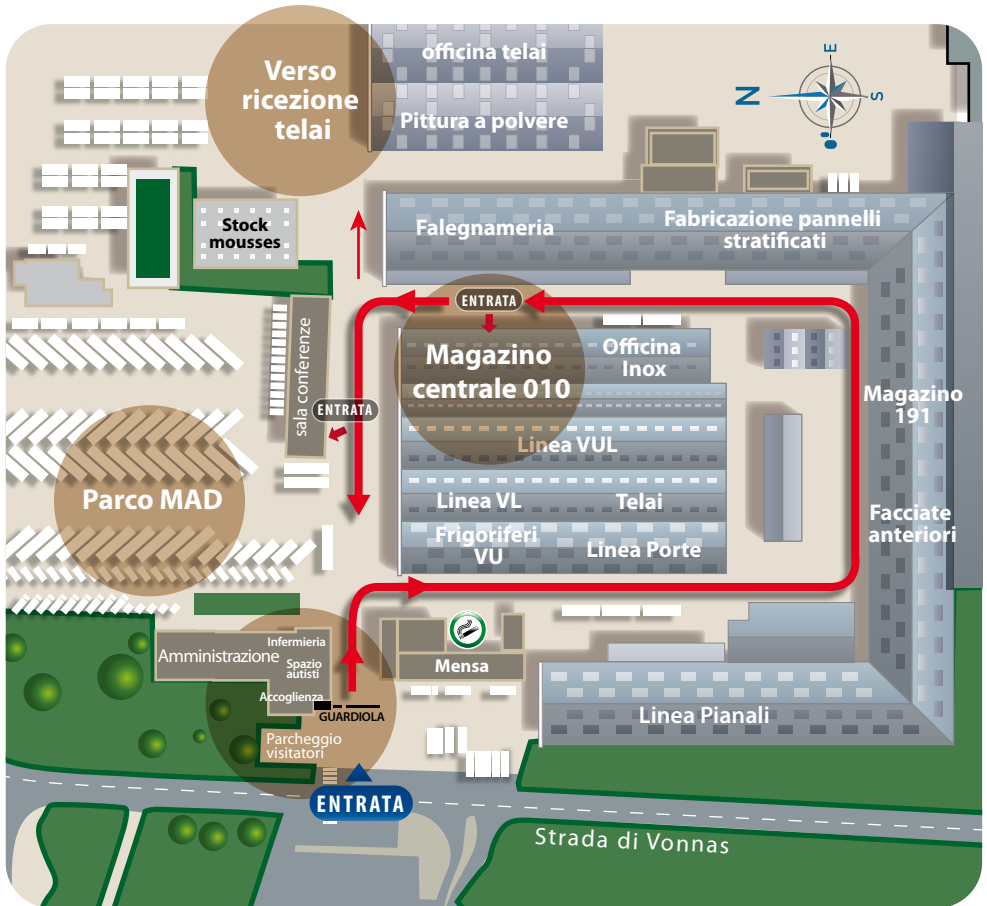 officina telai
Verso
ricezione
telai
Pittura a polvere
E
N
S
O
Stock
mousses
Falegnameria
Fabricazione pannelli
stratificati
ENTRATA
Magazino
centrale 010
Officina
Inox
sala conferenze
ENTRATA
Magazino
191
Linea VUL
Parco MAD
Linea VL
Telai
Facciate
anteriori
Frigoriferi
VU
Linea Porte
Infermieria
Amministrazione
Spazio
autisti
Mensa
Accoglienza
GUARDIOLA
Linea Pianali
Parcheggio
visitatori
ENTRATA
Strada di Vonnas